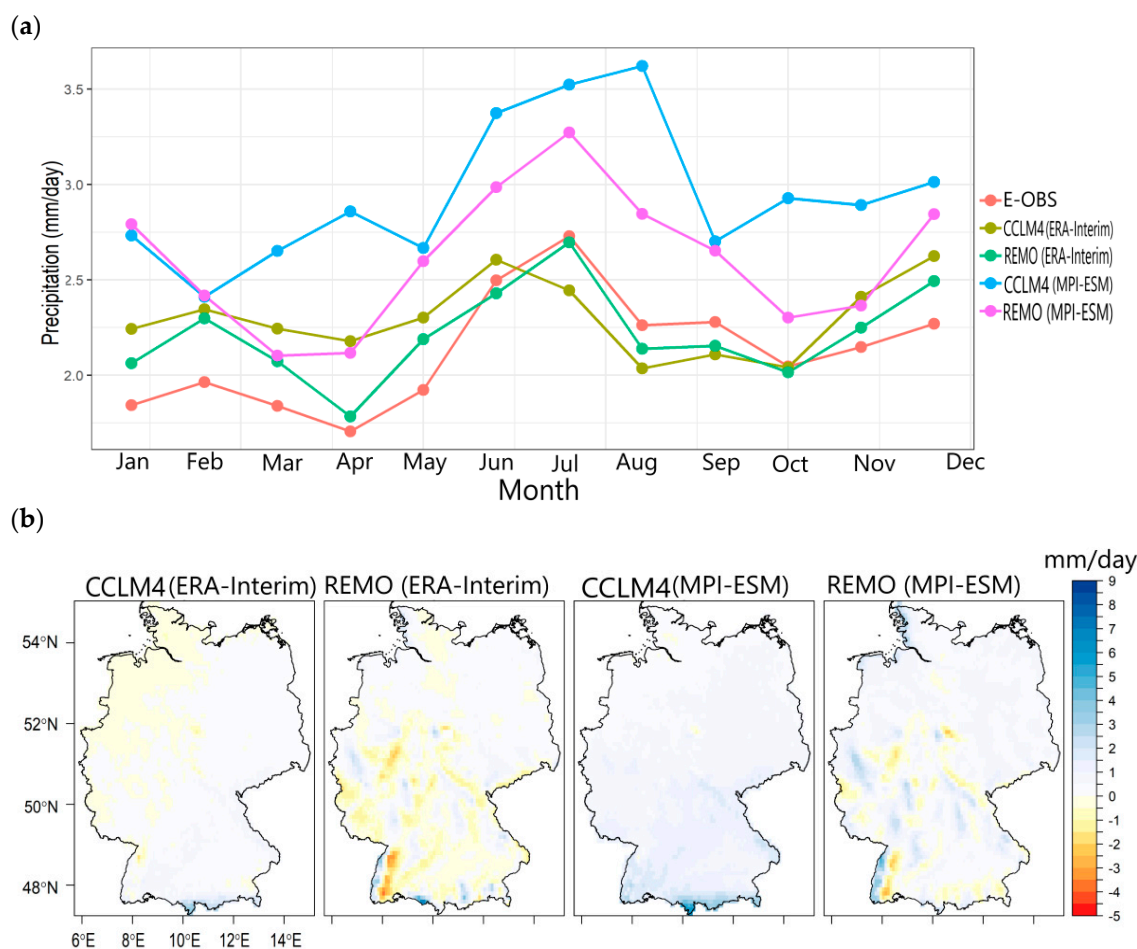 (a)
3.5
3.0
2.5
2.0
Precipitation (mm/day)
Jan Feb Mar Apr May Jun Jul Aug Sep Oct Nov Dec
Month
E-OBS
CCLM4 (ERA-Interim)
REMO (ERA-Interim)
CCLM4 (MPI-ESM)
REMO (MPI-ESM)
(b)
CCLM4 (ERA-Interim) REMO (ERA-Interim) CCLM4 (MPI-ESM) REMO (MPI-ESM)
mm/day
54°N
52°N
50°N
48°N
6°E 8°E 10°E 12°E 14°E
9
8
7
6
5
4
3
2
1
0
-1
-2
-3
-4
-5